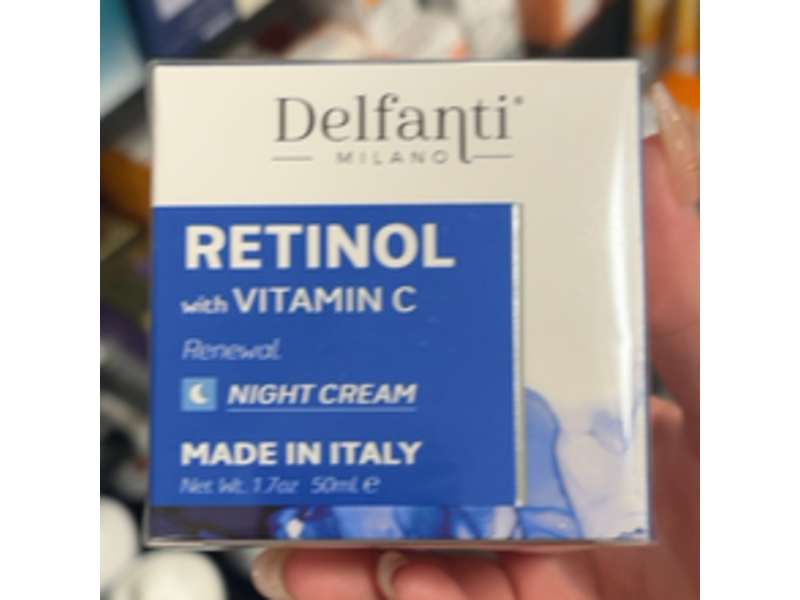 Delfanti®
MILANO
RETINOL
with VITAMIN C
Renewal
NIGHT CREAM
MADE IN ITALY
Net. Wt. 1.7oz 50ml ℮